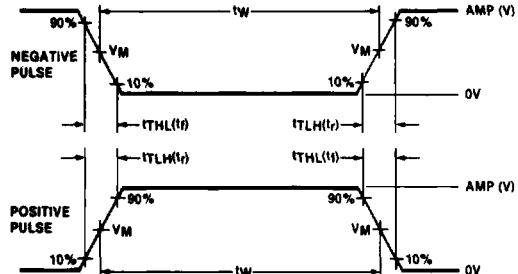 90% tW 90% AMP (V)
NEGATIVE PULSE VM VM
10% 10%
0V
tTHL(tf) tTLH(tr)
tTLH(tr) tTHL(tf)
AMP (V)
90% 90%
POSITIVE PULSE VM VM
10% 10%
tW 0V